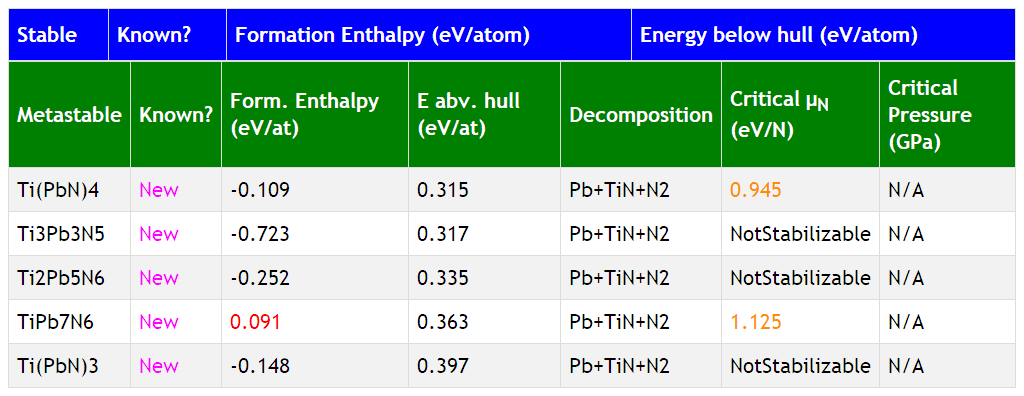 Stable Known? Formation Enthalpy (eV/atom) Energy below hull (eV/atom)
Metastable Known? Form. Enthalpy (eV/at) E abv. hull (eV/at) Decomposition Critical μN (eV/N) Critical Pressure (GPa)
Ti(PbN)4 New -0.109 0.315 Pb+TiN+N2 0.945 N/A
Ti3Pb3N5 New -0.723 0.317 Pb+TiN+N2 NotStabilizable N/A
Ti2Pb5N6 New -0.252 0.335 Pb+TiN+N2 NotStabilizable N/A
TiPb7N6 New 0.091 0.363 Pb+TiN+N2 1.125 N/A
Ti(PbN)3 New -0.148 0.397 Pb+TiN+N2 NotStabilizable N/A